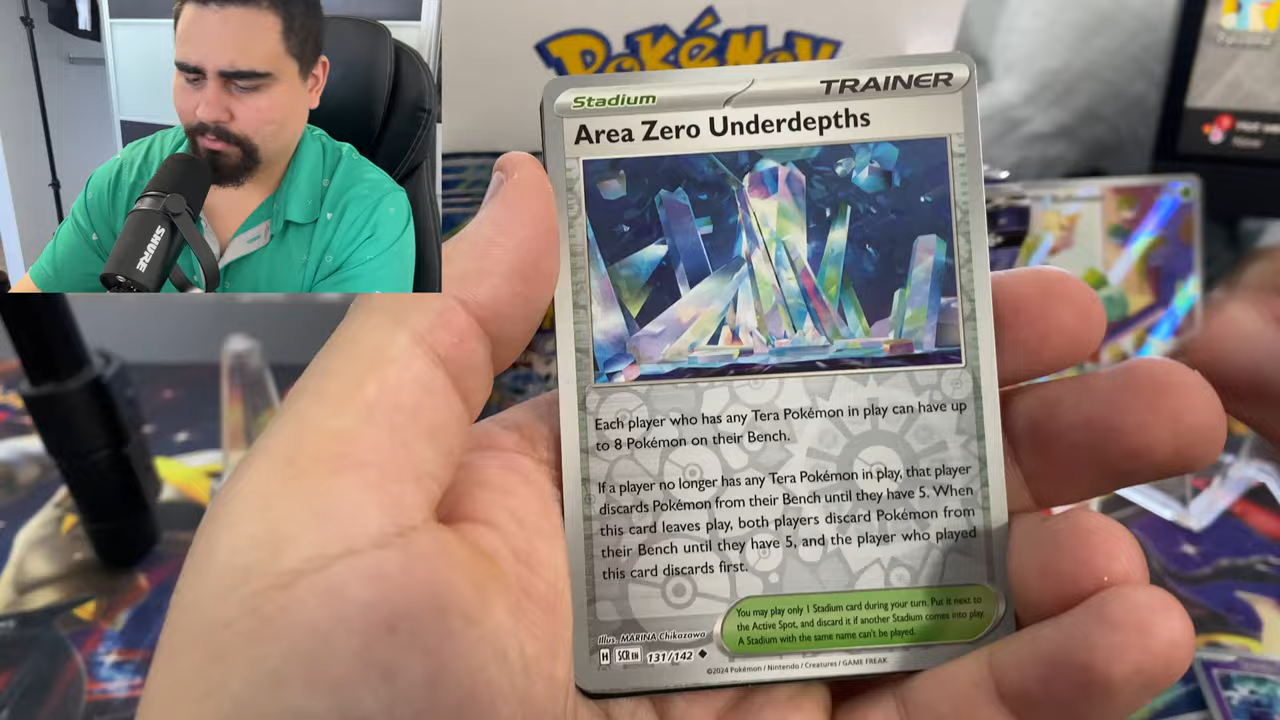 POKéMON
Stadium
TRAINER
Area Zero Underdepths
Each player who has any Tera Pokémon in play can have up
to 8 Pokémon on their Bench.
If a player no longer has any Tera Pokémon in play, that player
discards Pokémon from their Bench until they have 5. When
this card leaves play, both players discard Pokémon from
their Bench until they have 5, and the player who played
this card discards first.
You may play only 1 Stadium card during your turn. Put it next to
the Active Spot, and discard it if another Stadium comes into play.
A Stadium with the same name can't be played.
Illus. MARINA Chikazawa
H SCR EN 131/142
©2024 Pokémon / Nintendo / Creatures / GAME FREAK
SHURE